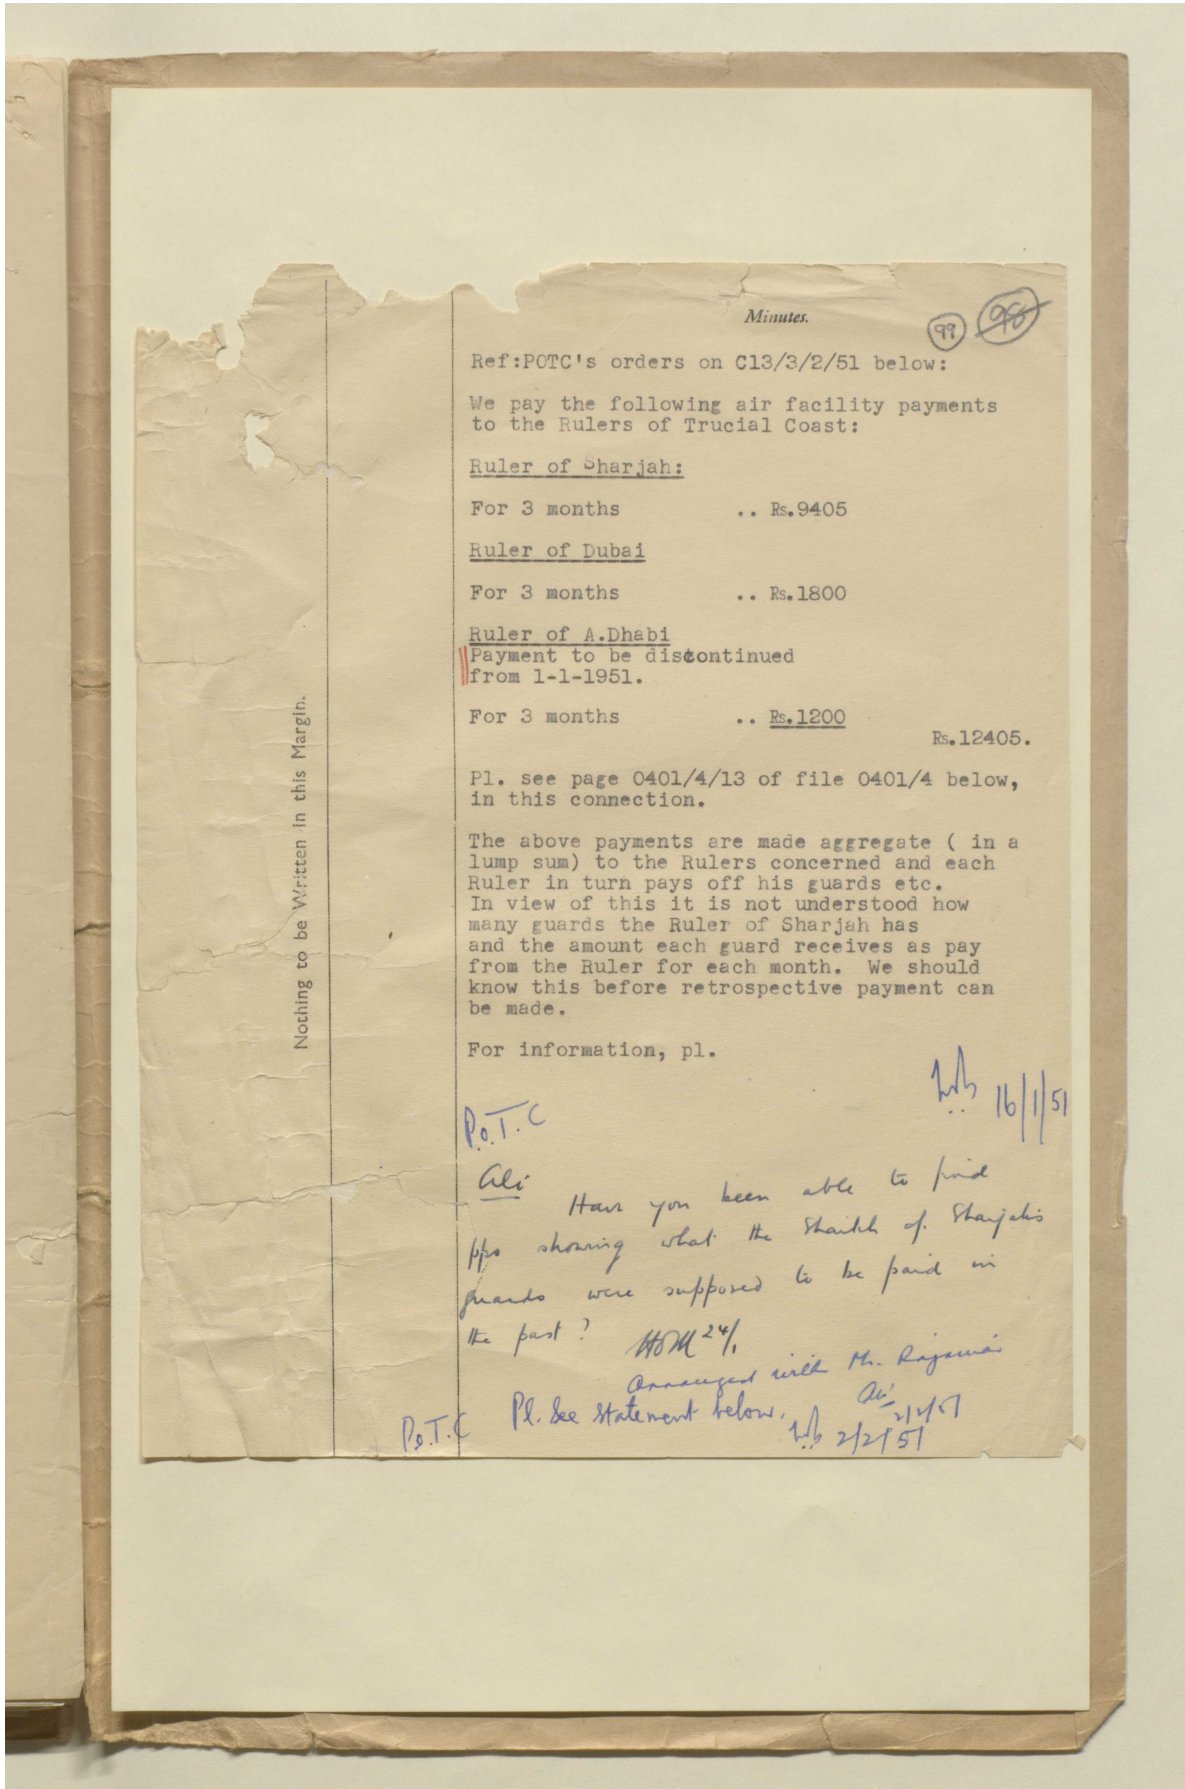 Minutes.
99 98
Ref:POTC's orders on C13/3/2/51 below:
We pay the following air facility payments
to the Rulers of Trucial Coast:
Ruler of Sharjah:
For 3 months .. Rs.9405
Ruler of Dubai
For 3 months .. Rs.1800
Ruler of A.Dhabi
Payment to be discontinued
from 1-1-1951.
For 3 months .. Rs.1200
Rs.12405.
Pl. see page 0401/4/13 of file 0401/4 below,
in this connection.
The above payments are made aggregate ( in a
lump sum) to the Rulers concerned and each
Ruler in turn pays off his guards etc.
In view of this it is not understood how
many guards the Ruler of Sharjah has
and the amount each guard receives as pay
from the Ruler for each month. We should
know this before retrospective payment can
be made.
For information, pl.
16/1/51
P.O.T.C
Ali
Have you been able to find
pps showing what the Shaikh of Sharjah's
guards were supposed to be paid in
the past? 24/1
with Mr.
Ali
2/2/51
Pl. See statement below.
P.O.T.C 2/2/51
Nothing to be Written in this Margin.